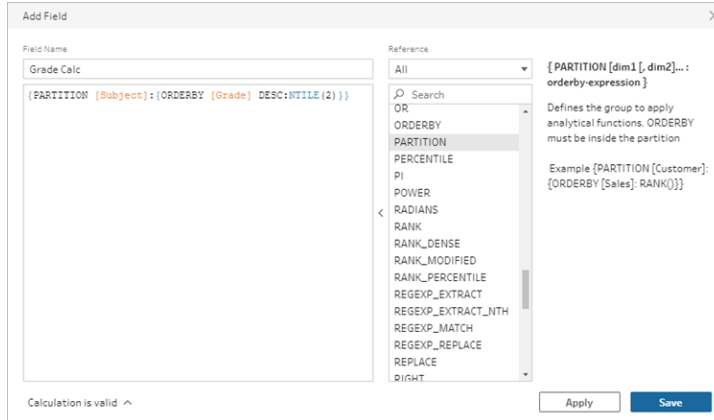 Add Field
Field Name
Grade Calc
{PARTITION [Subject]:{ORDERBY [Grade] DESC:NTILE(2)}}
Reference
All
Search
OR
ORDERBY
PARTITION
PERCENTILE
PI
POWER
RADIANS
RANK
RANK_DENSE
RANK_MODIFIED
RANK_PERCENTILE
REGEXP_EXTRACT
REGEXP_EXTRACT_NTH
REGEXP_MATCH
REGEXP_REPLACE
REPLACE
RIGHT
{ PARTITION [dim1 [, dim2]... :
orderby-expression }
Defines the group to apply
analytical functions. ORDERBY
must be inside the partition
Example {PARTITION [Customer]:
{ORDERBY [Sales]: RANK()}}
Calculation is valid
Apply
Save